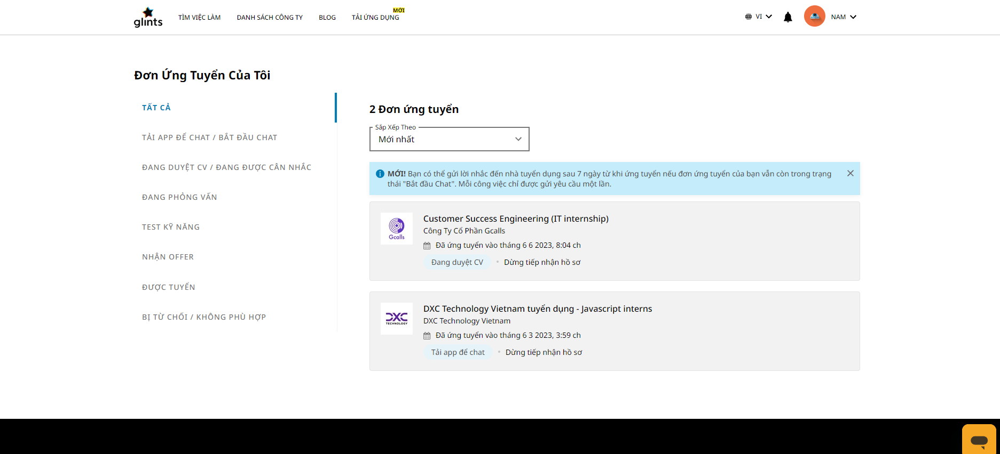 glints
TÌM VIỆC LÀM
DANH SÁCH CÔNG TY
BLOG
TẢI ỨNG DỤNG
MỚI
VI
NAM
Đơn Ứng Tuyển Của Tôi
TẤT CẢ
TẢI APP ĐỂ CHAT / BẮT ĐẦU CHAT
ĐANG DUYỆT CV / ĐANG ĐƯỢC CÂN NHẮC
ĐANG PHỎNG VẤN
TEST KỸ NĂNG
NHẬN OFFER
ĐƯỢC TUYỂN
BỊ TỪ CHỐI / KHÔNG PHÙ HỢP
2 Đơn ứng tuyển
Sắp Xếp Theo
Mới nhất
MỚI! Bạn có thể gửi lời nhắc đến nhà tuyển dụng sau 7 ngày từ khi ứng tuyển nếu đơn ứng tuyển của bạn vẫn còn trong trạng
thái "Bắt đầu Chat". Mỗi công việc chỉ được gửi yêu cầu một lần.
Gcalls
Customer Success Engineering (IT internship)
Công Ty Cổ Phần Gcalls
Đã ứng tuyển vào tháng 6 6 2023, 8:04 ch
Đang duyệt CV • Dừng tiếp nhận hồ sơ
DXC
TECHNOLOGY
DXC Technology Vietnam tuyển dụng - Javascript interns
DXC Technology Vietnam
Đã ứng tuyển vào tháng 6 3 2023, 3:59 ch
Tải app để chat • Dừng tiếp nhận hồ sơ